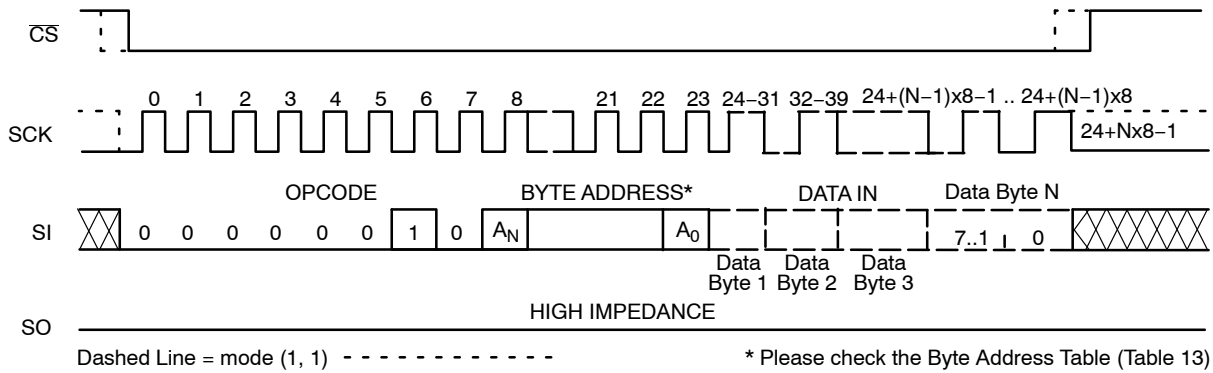 CS
0 1 2 3 4 5 6 7 8 21 22 23 24–31 32–39 24+(N–1)x8–1 .. 24+(N–1)x8
SCK
24+Nx8–1
OPCODE BYTE ADDRESS* DATA IN Data Byte N
SI
0 0 0 0 0 0 1 0 AN A0 7..1 0
Data Byte 1
Data Byte 2
Data Byte 3
HIGH IMPEDANCE
SO
Dashed Line = mode (1, 1)
* Please check the Byte Address Table (Table 13)